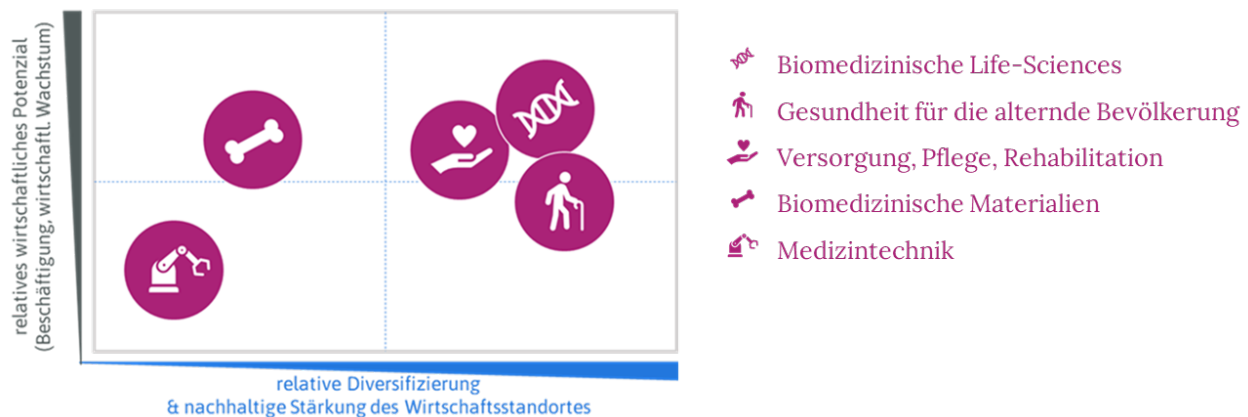 relatives wirtschaftliches Potenzial
(Beschäftigung, wirtschaftl. Wachstum)
relative Diversifizierung
& nachhaltige Stärkung des Wirtschaftsstandortes
Biomedizinische Life-Sciences
Gesundheit für die alternde Bevölkerung
Versorgung, Pflege, Rehabilitation
Biomedizinische Materialien
Medizintechnik